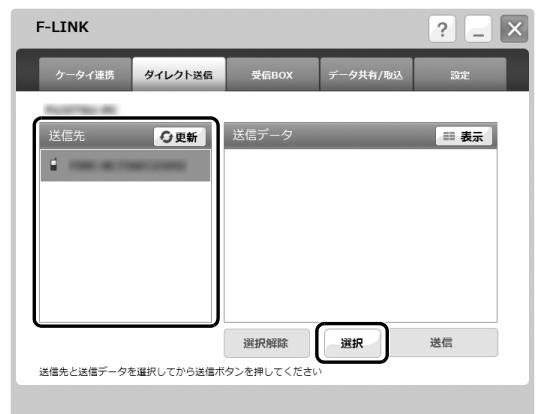 F-LINK
?
ケータイ連携 ダイレクト送信 受信BOX データ共有/取込 設定
送信先 更新 送信データ 表示
選択解除 選択 送信
送信先と送信データを選択してから送信ボタンを押してください